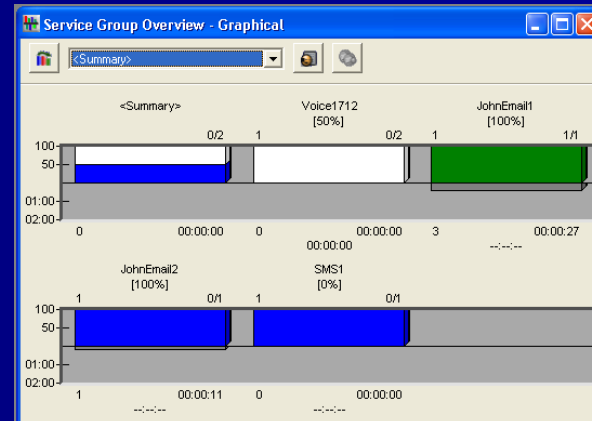 Service Group Overview - Graphical
<Summary>
<Summary> Voice1712 JohnEmail1
[50%] [100%]
0/2 1 0/2 1 1/1
100
50
01:00
02:00
0 00:00:00 0 00:00:00 3 00:00:27
00:00:00 --:--:--
JohnEmail2 SMS1
[100%] [0%]
1 0/1 1 0/1
100
50
01:00
02:00
1 00:00:11 0 00:00:00
--:--:-- --:--:--